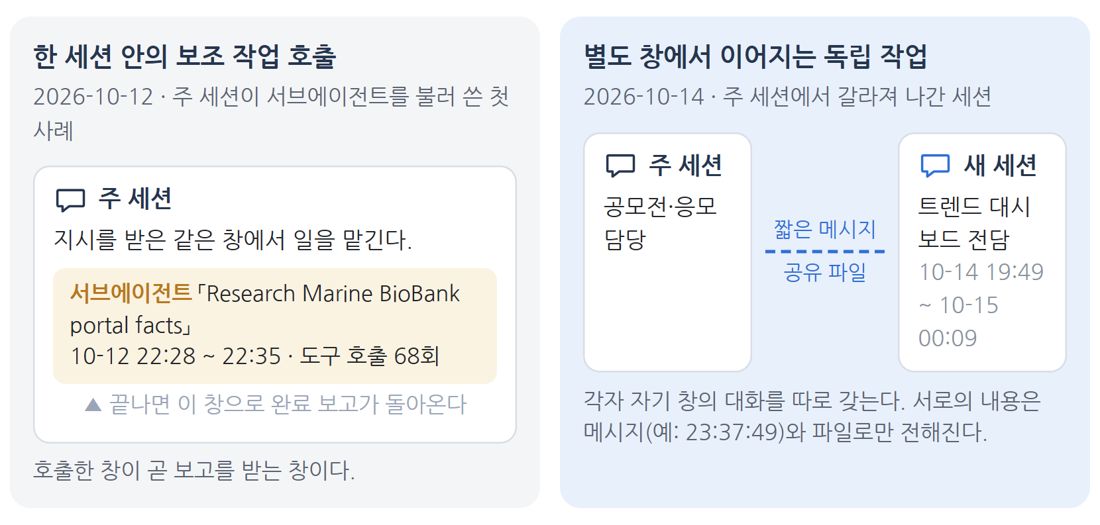 한 세션 안의 보조 작업 호출
2026-10-12 · 주 세션이 서브에이전트를 불러 쓴 첫
사례
주 세션
지시를 받은 같은 창에서 일을 맡긴다.
서브에이전트 「Research Marine BioBank
portal facts」
10-12 22:28 ~ 22:35 · 도구 호출 68회
▲ 끝나면 이 창으로 완료 보고가 돌아온다
호출한 창이 곧 보고를 받는 창이다.
별도 창에서 이어지는 독립 작업
2026-10-14 · 주 세션에서 갈라져 나간 세션
주 세션
공모전·응모
담당
짧은 메시지
공유 파일
새 세션
트렌드 대시
보드 전담
10-14 19:49
~ 10-15
00:09
각자 자기 창의 대화를 따로 갖는다. 서로의 내용은
메시지(예: 23:37:49)와 파일로만 전해진다.